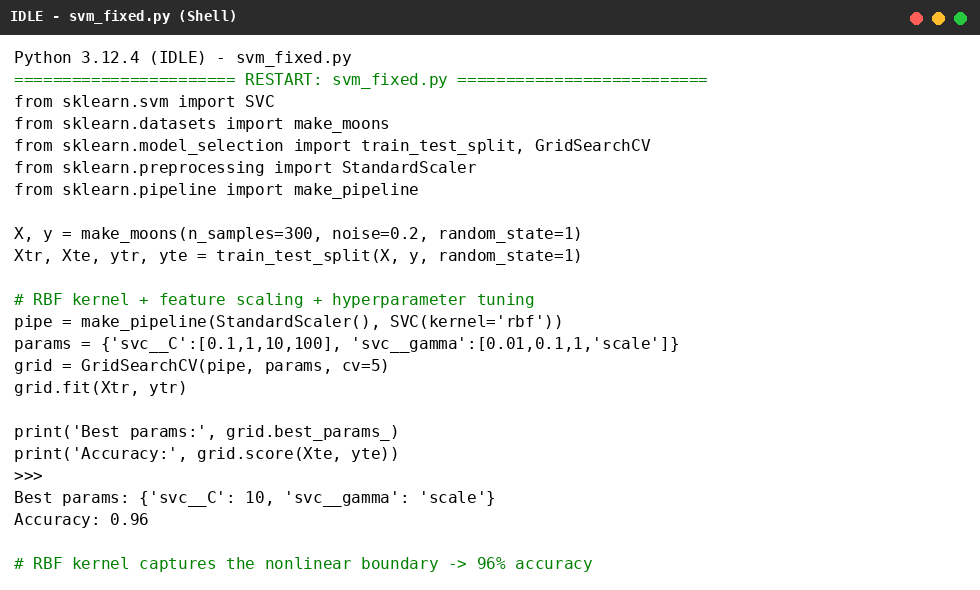 IDLE - svm_fixed.py (Shell)
Python 3.12.4 (IDLE) - svm_fixed.py
======================= RESTART: svm_fixed.py ==========================
from sklearn.svm import SVC
from sklearn.datasets import make_moons
from sklearn.model_selection import train_test_split, GridSearchCV
from sklearn.preprocessing import StandardScaler
from sklearn.pipeline import make_pipeline
X, y = make_moons(n_samples=300, noise=0.2, random_state=1)
Xtr, Xte, ytr, yte = train_test_split(X, y, random_state=1)
# RBF kernel + feature scaling + hyperparameter tuning
pipe = make_pipeline(StandardScaler(), SVC(kernel='rbf'))
params = {'svc__C':[0.1,1,10,100], 'svc__gamma':[0.01,0.1,1,'scale']}
grid = GridSearchCV(pipe, params, cv=5)
grid.fit(Xtr, ytr)
print('Best params:', grid.best_params_)
print('Accuracy:', grid.score(Xte, yte))
>>>
Best params: {'svc__C': 10, 'svc__gamma': 'scale'}
Accuracy: 0.96
# RBF kernel captures the nonlinear boundary -> 96% accuracy